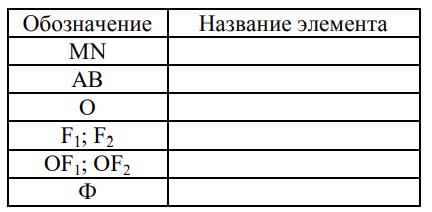 Обозначение Название элемента
MN
AB
O
F₁; F₂
OF₁; OF₂
Ф